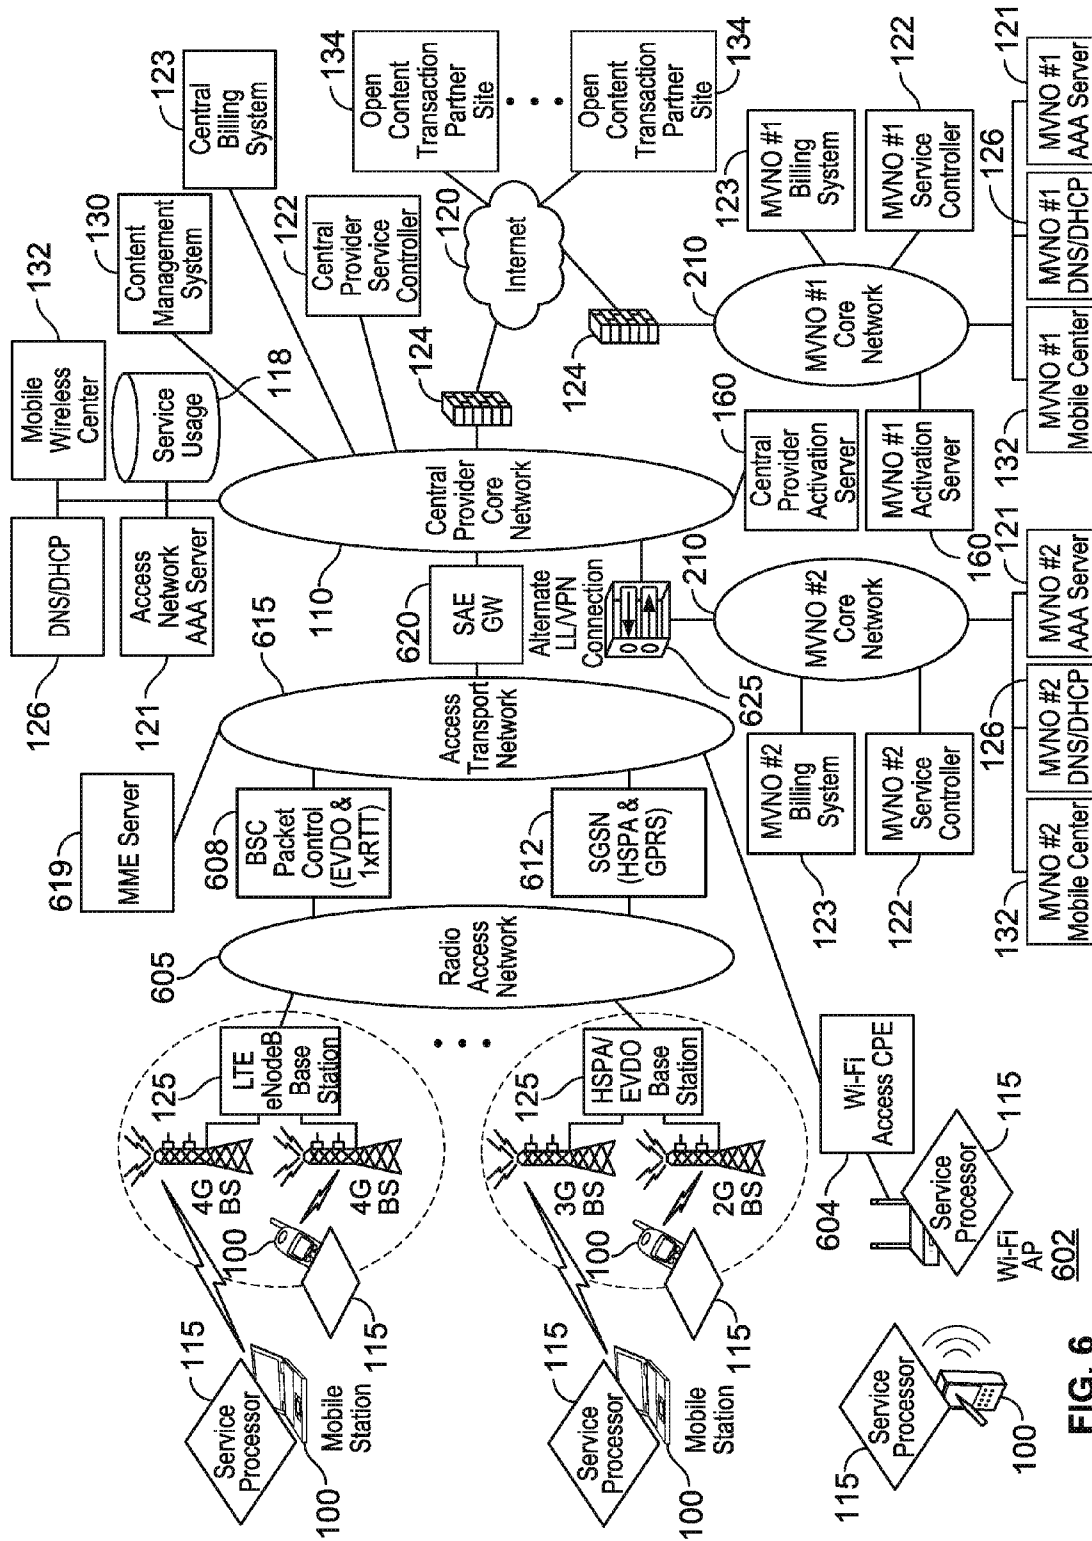 126
DNS/DHCP
Mobile
Wireless
Center
132
121
Access
Network
AAA Server
Service
Usage
118
130
Content
Management
System
123
Central
Billing
System
619
MME Server
615
Access
Transport
Network
620
SAE
GW
110
Central
Provider
Core
Network
122
Central
Provider
Service
Controller
124
120
Internet
134
Open
Content
Transaction
Partner
Site
Open
Content
Transaction
Partner
Site
134
605
Radio
Access
Network
608
BSC
Packet
Control
(EVDO &
1xRTT)
612
SGSN
(HSPA &
GPRS)
Alternate
LL/VPN
Connection
625
160
Central
Provider
Activation
Server
124
115
Service
Processor
100
Mobile
Station
4G
BS
4G
BS
100
115
125
LTE
eNodeB
Base
Station
115
Service
Processor
100
Mobile
Station
3G
BS
2G
BS
100
115
125
HSPA/
EVDO
Base
Station
115
Service
Processor
100
604
Wi-Fi
Access CPE
115
Service
Processor
Wi-Fi
AP
602
210
MVNO #2
Core
Network
123
MVNO #2
Billing
System
122
MVNO #2
Service
Controller
132
MVNO #2
Mobile Center
126
MVNO #2
DNS/DHCP
121
MVNO #2
AAA Server
210
MVNO #1
Core
Network
160
MVNO #1
Activation
Server
123
MVNO #1
Billing
System
122
MVNO #1
Service
Controller
132
MVNO #1
Mobile Center
126
MVNO #1
DNS/DHCP
121
MVNO #1
AAA Server
FIG. 6